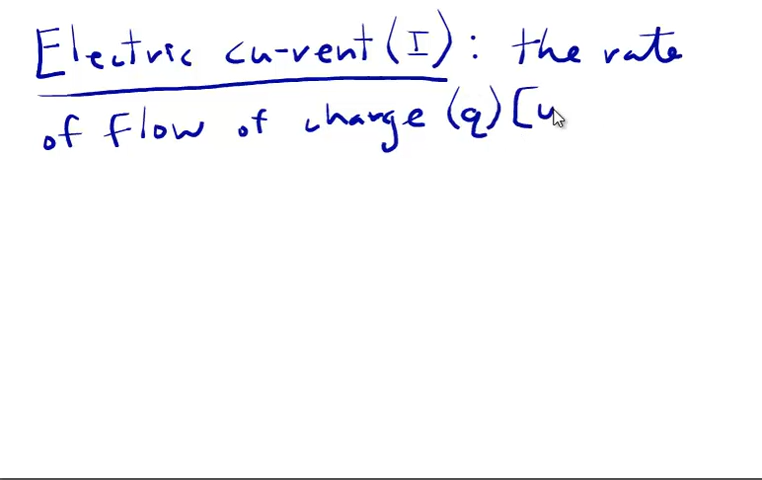 Electric current (I): the rate
of flow of charge (q) [u